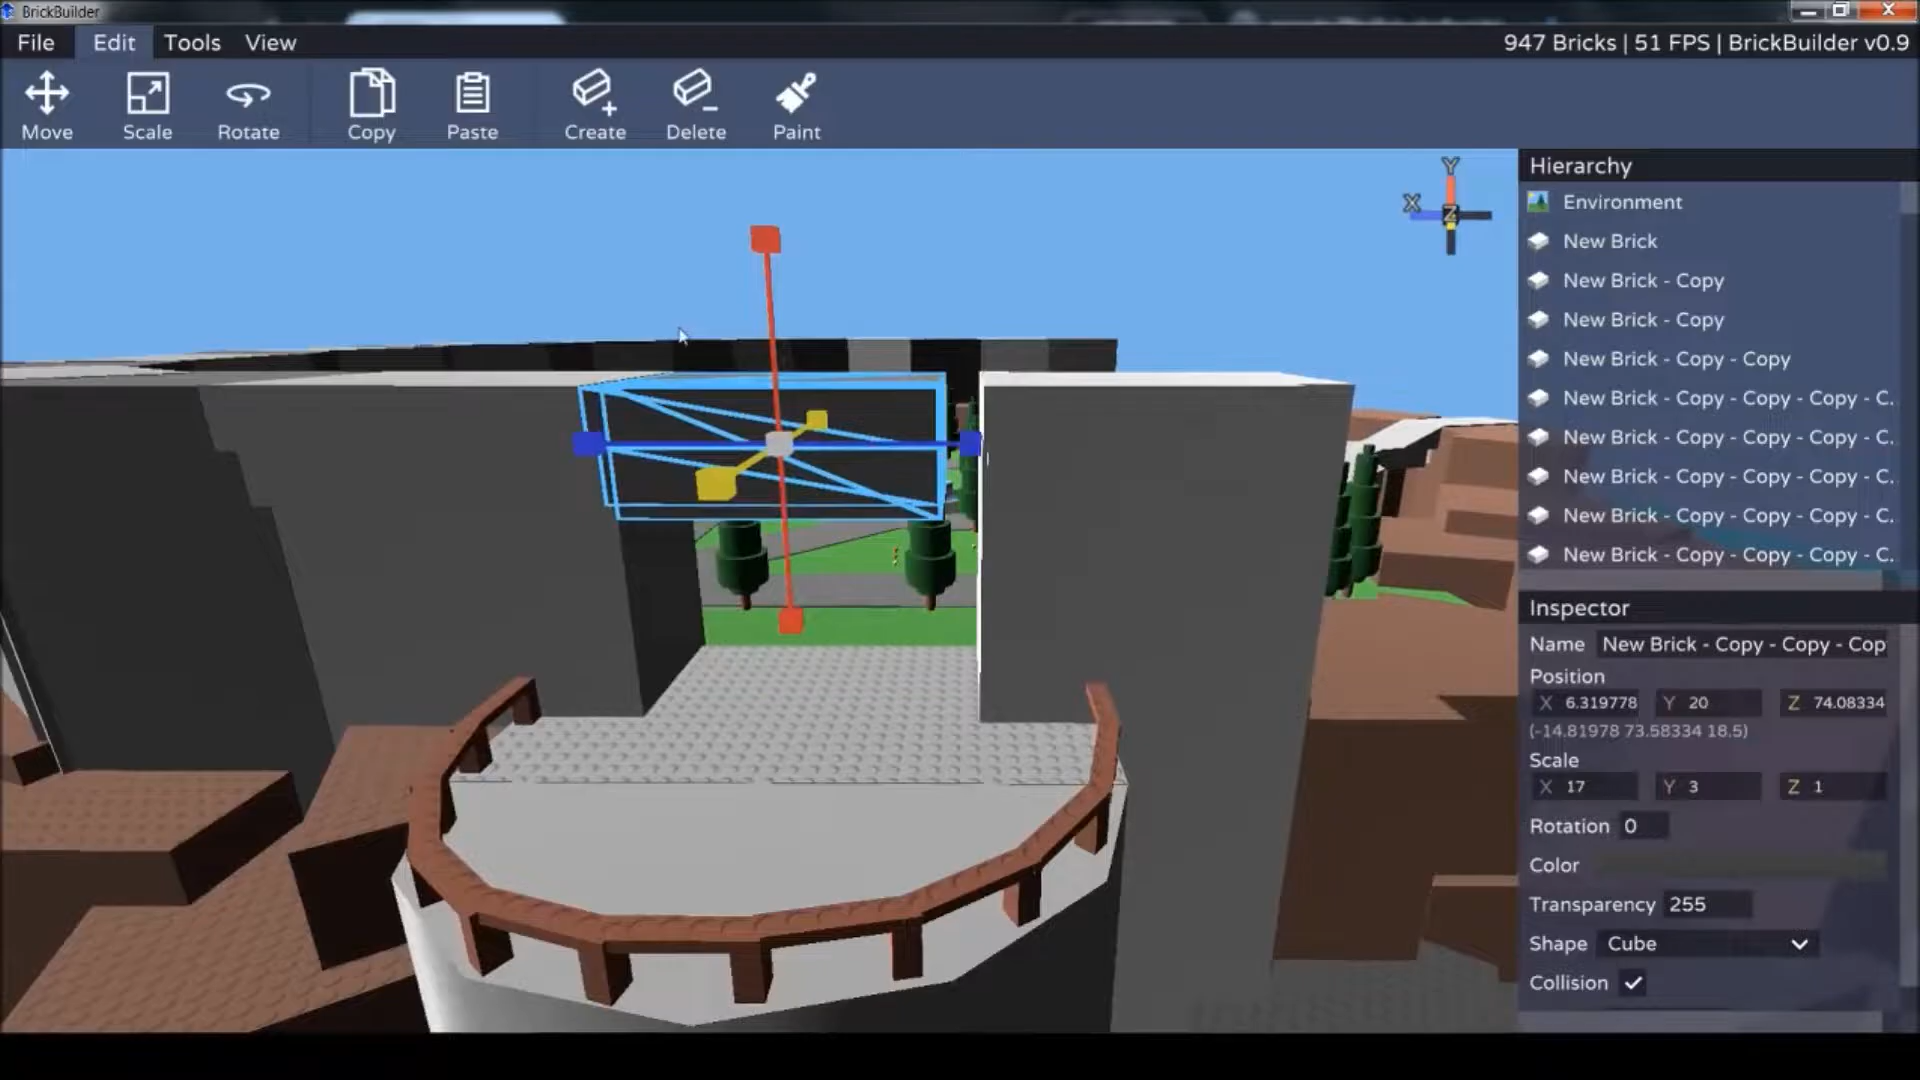 BrickBuilder
File Edit Tools View 947 Bricks | 51 FPS | BrickBuilder v0.9
Move Scale Rotate Copy Paste Create Delete Paint
Y
X
Z
Hierarchy
Environment
New Brick
New Brick - Copy
New Brick - Copy
New Brick - Copy - Copy
New Brick - Copy - Copy - Copy - C.
New Brick - Copy - Copy - Copy - C.
New Brick - Copy - Copy - Copy - C.
New Brick - Copy - Copy - Copy - C.
New Brick - Copy - Copy - Copy - C.
Inspector
Name New Brick - Copy - Copy - Cop
Position
X 6.319778 Y 20 Z 74.08334
(-14.81978 73.58334 18.5)
Scale
X 17 Y 3 Z 1
Rotation 0
Color
Transparency 255
Shape Cube
Collision